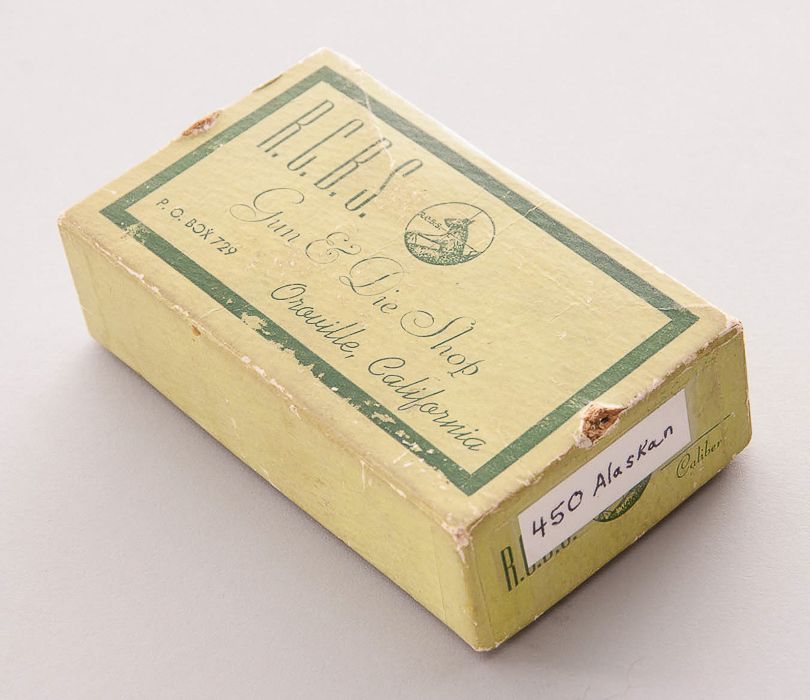 R.C.B.S.
Gun & Die Shop
P. O. BOX 729
Oroville, California
450 Alaskan
Caliber
R.C.B.S.